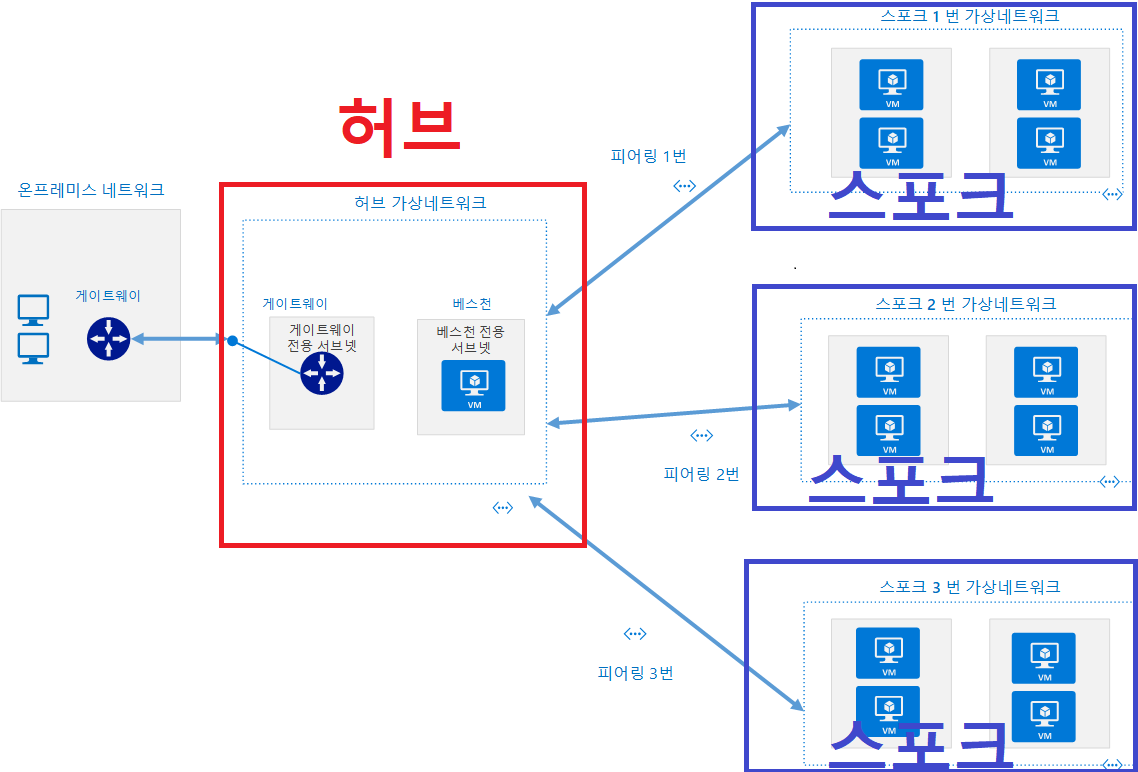 스포크 1 번 가상네트워크
VM
VM
VM
VM
스포크
허브
피어링 1번
온프레미스 네트워크
게이트웨이
허브 가상네트워크
게이트웨이
게이트웨이
전용 서브넷
베스천
베스천 전용
서브넷
VM
스포크 2 번 가상네트워크
VM
VM
VM
VM
스포크
피어링 2번
스포크 3 번 가상네트워크
VM
VM
VM
VM
스포크
피어링 3번